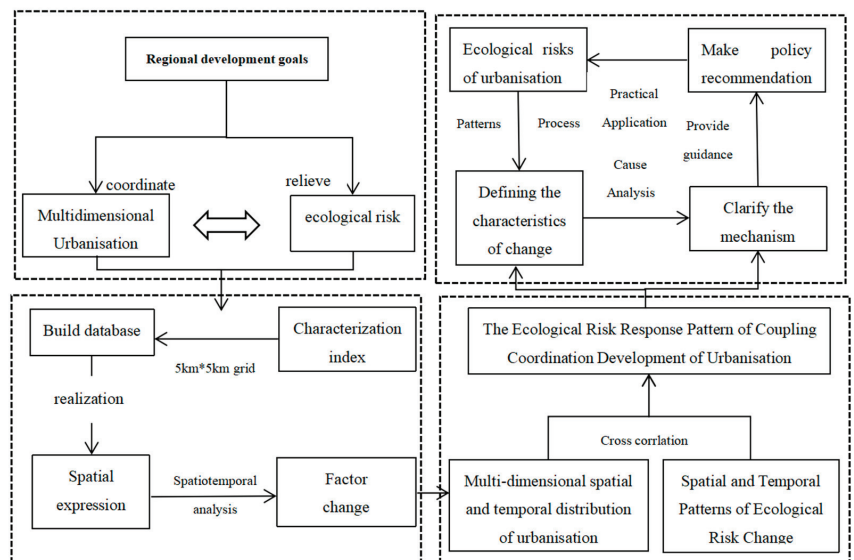 Regional development goals
coordinate
relieve
Multidimensional
Urbanisation
ecological risk
Ecological risks
of urbanisation
Make policy
recommendation
Patterns
Process
Practical
Application
Provide
guidance
Cause
Analysis
Defining the
characteristics
of change
Clarify the
mechanism
Build database
Characterization
index
5km*5km grid
realization
Spatial
expression
Spatiotemporal
analysis
Factor
change
The Ecological Risk Response Pattern of Coupling
Coordination Development of Urbanisation
Cross corrlation
Multi-dimensional spatial
and temporal distribution
of urbanisation
Spatial and Temporal
Patterns of Ecological
Risk Change